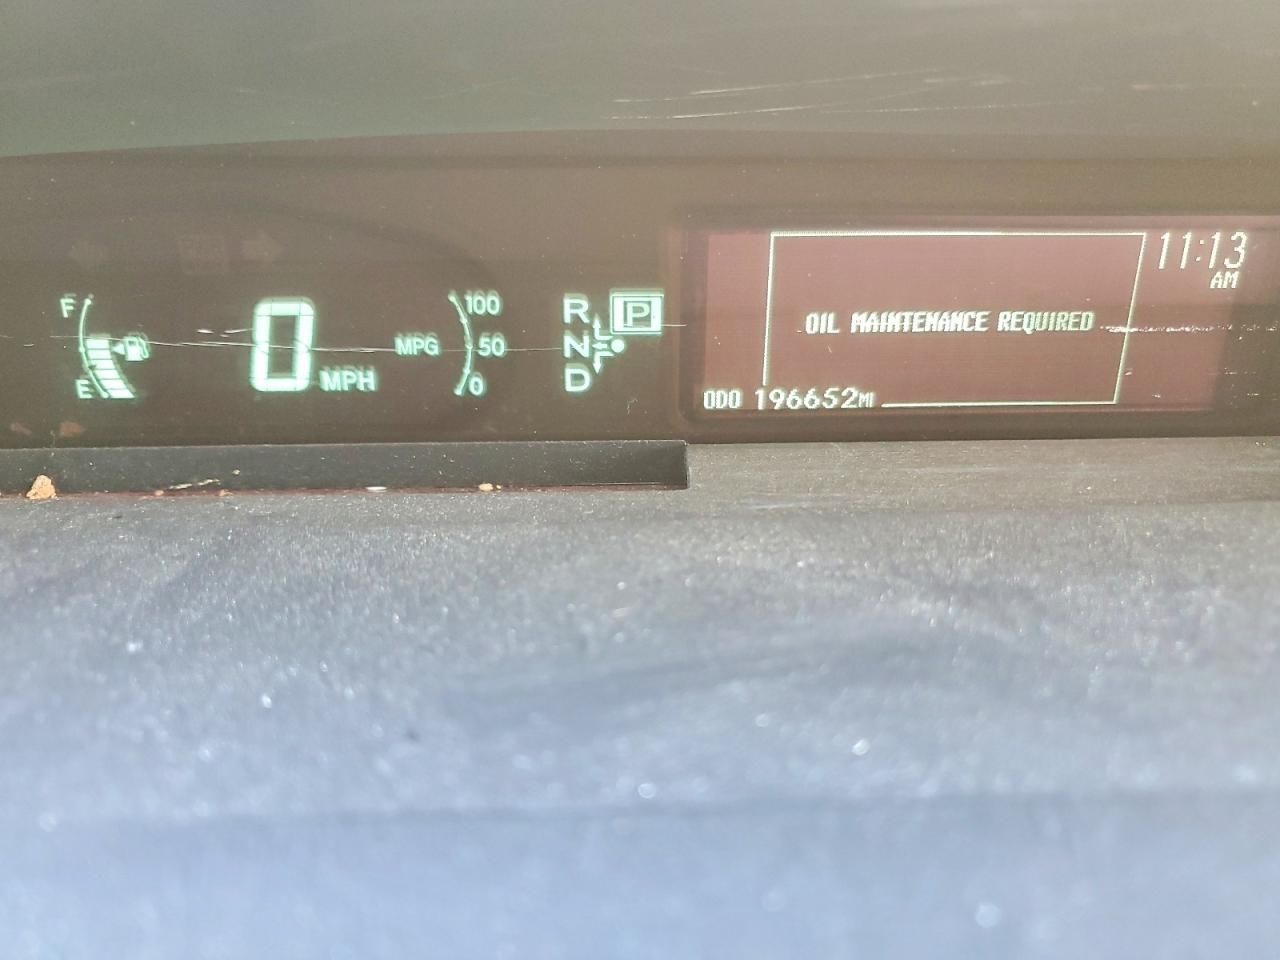 F
E
0 MPH
MPG
100
50
0
R
N
D
P
OIL MAINTENANCE REQUIRED
11:13
AM
ODO 196652MI